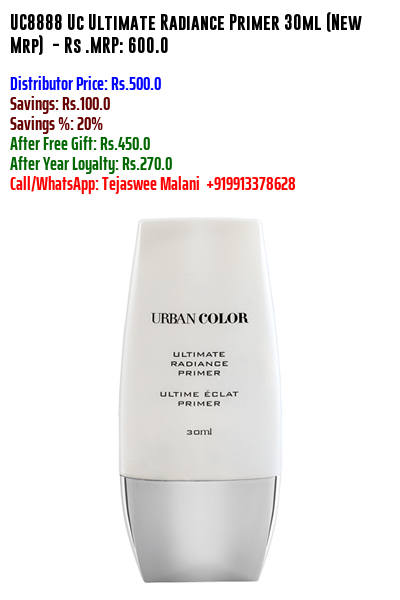 UC8888 Uc Ultimate Radiance Primer 30ml (New
Mrp) - Rs .MRP: 600.0
Distributor Price: Rs.500.0
Savings: Rs.100.0
Savings %: 20%
After Free Gift: Rs.450.0
After Year Loyalty: Rs.270.0
Call/WhatsApp: Tejaswee Malani +919913378628
URBAN COLOR
ULTIMATE
RADIANCE
PRIMER
ULTIME ÉCLAT
PRIMER
30ml